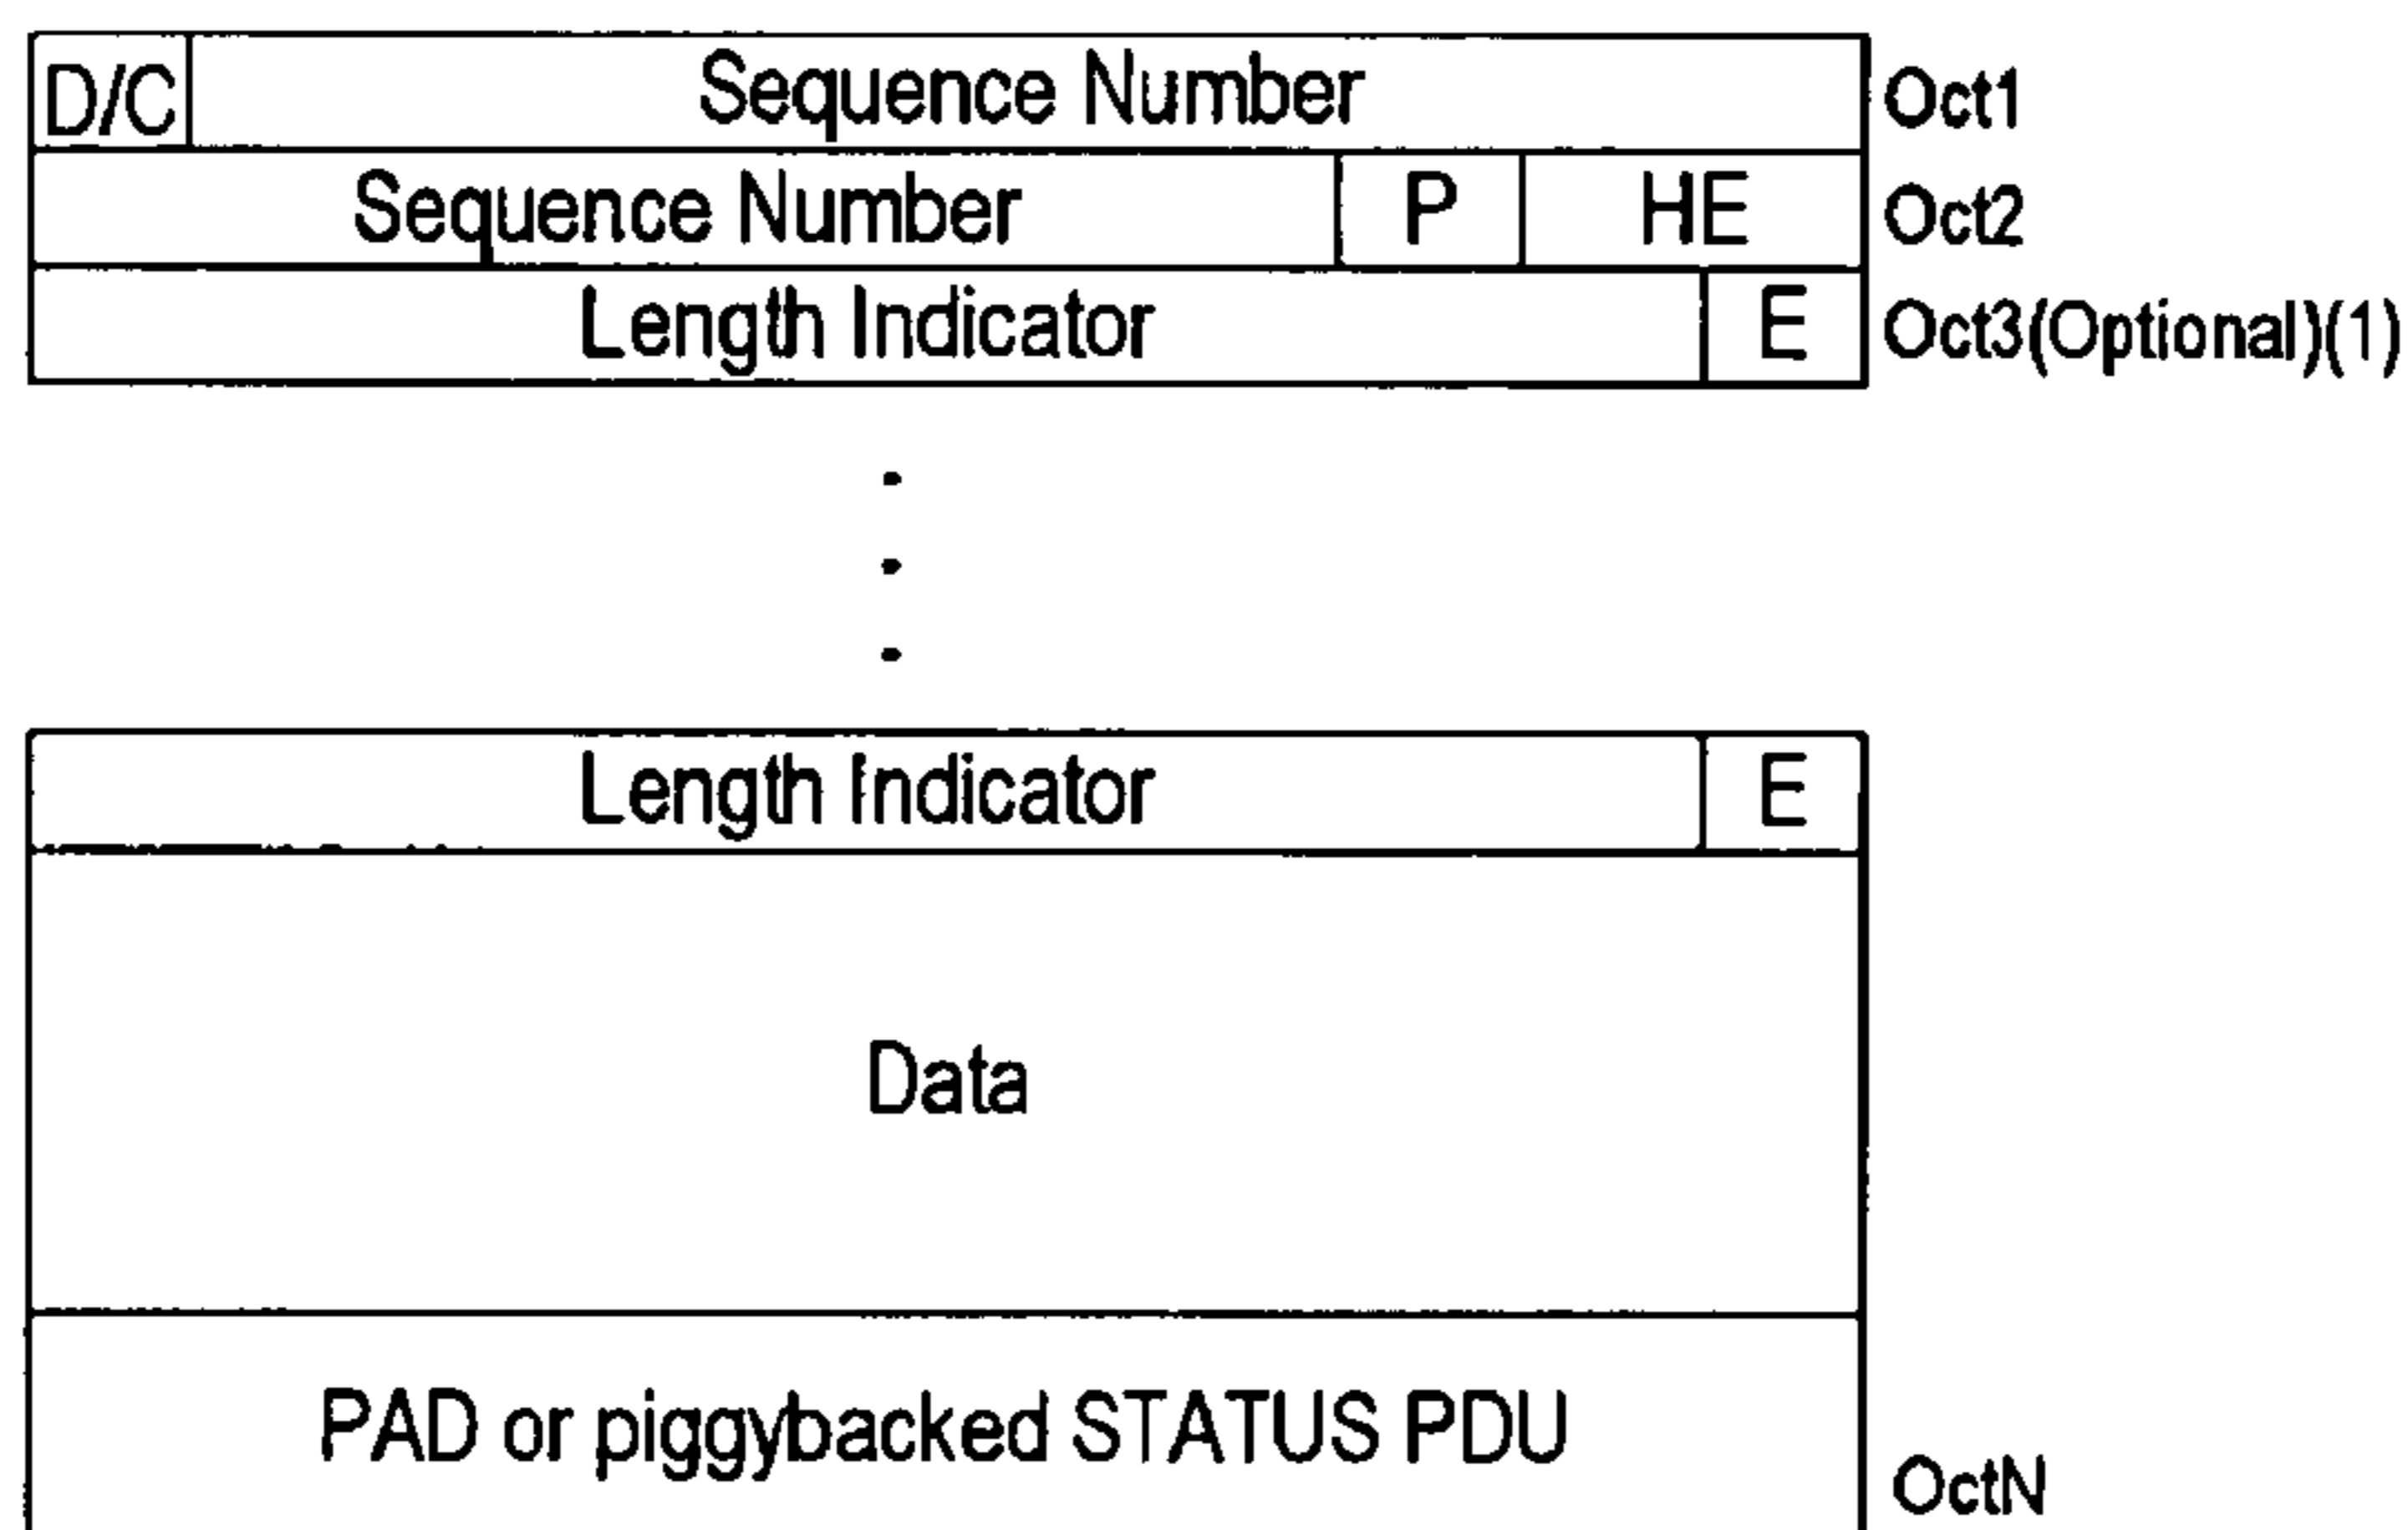 D/C Sequence Number Oct1
Sequence Number P HE Oct2
Length Indicator E Oct3(Optional)(1)
Length Indicator E
Data
PAD or piggybacked STATUS PDU
OctN